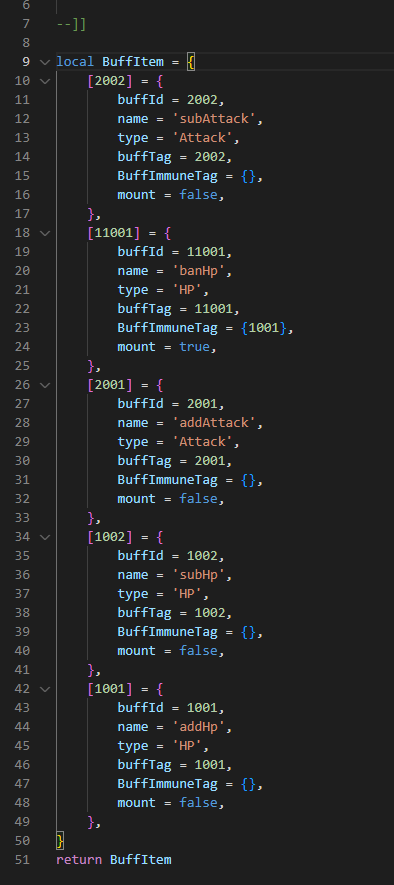 6
7 --]]
8
9 local BuffItem = {
10 [2002] = {
11 buffId = 2002,
12 name = 'subAttack',
13 type = 'Attack',
14 buffTag = 2002,
15 BuffImmuneTag = {},
16 mount = false,
17 },
18 [11001] = {
19 buffId = 11001,
20 name = 'banHp',
21 type = 'HP',
22 buffTag = 11001,
23 BuffImmuneTag = {1001},
24 mount = true,
25 },
26 [2001] = {
27 buffId = 2001,
28 name = 'addAttack',
29 type = 'Attack',
30 buffTag = 2001,
31 BuffImmuneTag = {},
32 mount = false,
33 },
34 [1002] = {
35 buffId = 1002,
36 name = 'subHp',
37 type = 'HP',
38 buffTag = 1002,
39 BuffImmuneTag = {},
40 mount = false,
41 },
42 [1001] = {
43 buffId = 1001,
44 name = 'addHp',
45 type = 'HP',
46 buffTag = 1001,
47 BuffImmuneTag = {},
48 mount = false,
49 },
50 }
51 return BuffItem